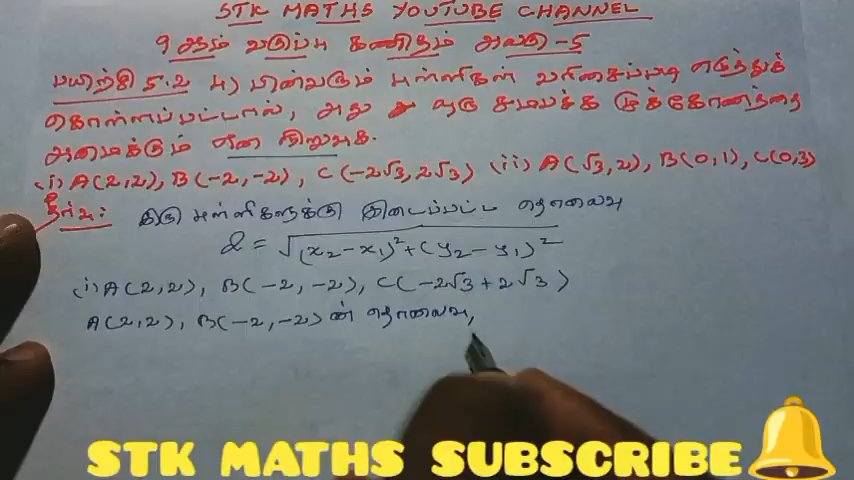 STK MATHS YOUTUBE CHANNEL
9 ஆம் வகுப்பு கணிதம் அலகு-5
பயிற்சி 5.2 4) பின்வரும் புள்ளிகள் வரிசைப்படி எடுத்துக்
கொள்ளப்பட்டால், அது ஒரு சமபக்க முக்கோணத்தை
அமைக்கும் என நிறுவுக.
(i) A(2,2), B(-2,-2), C(-2√3, 2√3) (ii) A(√3,2), B(0,1), C(0,3)
தீர்வு: இரு புள்ளிகளுக்கு இடைப்பட்ட தொலைவு
d = √(x₂-x₁)²+(y₂-y₁)²
(i) A(2,2), B(-2,-2), C(-2√3+2√3)
A(2,2), B(-2,-2) ன் தொலைவு,
STK MATHS SUBSCRIBE